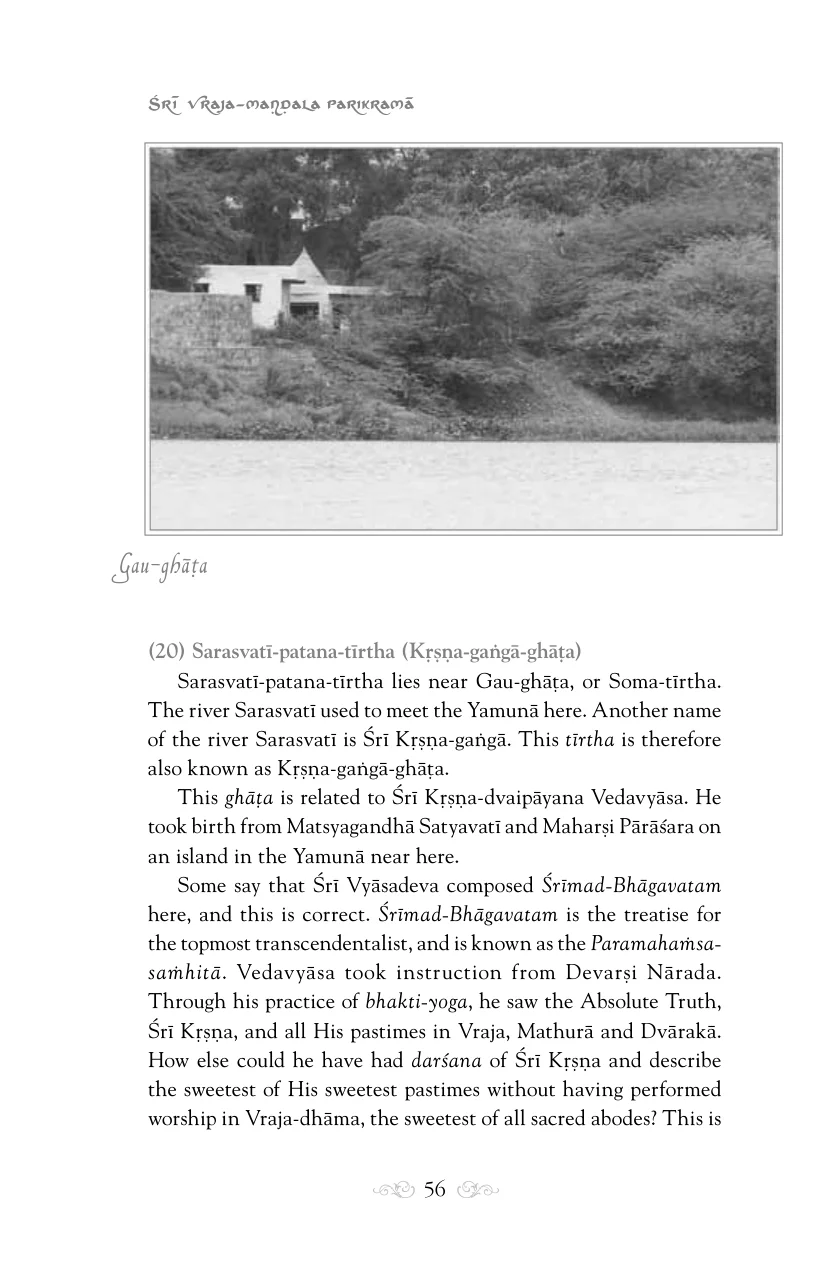 Śrī Vraja-maṇḍala Parikramā
Gau-ghāṭa
(20) Sarasvatī-patana-tīrtha (Kṛṣṇa-gaṅgā-ghāṭa)
Sarasvatī-patana-tīrtha lies near Gau-ghāṭa, or Soma-tīrtha.
The river Sarasvatī used to meet the Yamunā here. Another name
of the river Sarasvatī is Śrī Kṛṣṇa-gaṅgā. This tīrtha is therefore
also known as Kṛṣṇa-gaṅgā-ghāṭa.
This ghāṭa is related to Śrī Kṛṣṇa-dvaipāyana Vedavyāsa. He
took birth from Matsyagandhā Satyavatī and Maharṣi Pārāśara on
an island in the Yamunā near here.
Some say that Śrī Vyāsadeva composed Śrīmad-Bhāgavatam
here, and this is correct. Śrīmad-Bhāgavatam is the treatise for
the topmost transcendentalist, and is known as the Paramahaṁsa-
saṁhitā. Vedavyāsa took instruction from Devarṣi Nārada.
Through his practice of bhakti-yoga, he saw the Absolute Truth,
Śrī Kṛṣṇa, and all His pastimes in Vraja, Mathurā and Dvārakā.
How else could he have had darśana of Śrī Kṛṣṇa and describe
the sweetest of His sweetest pastimes without having performed
worship in Vraja-dhāma, the sweetest of all sacred abodes? This is
56